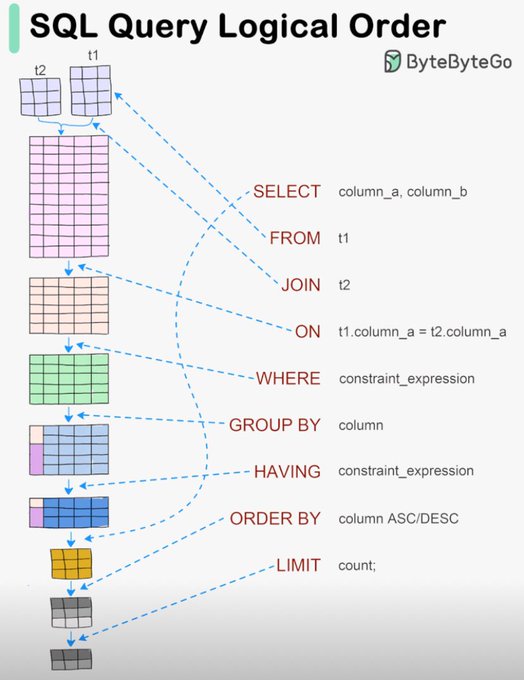 SQL Query Logical Order
ByteByteGo
t2
t1
SELECT column_a, column_b
FROM t1
JOIN t2
ON t1.column_a = t2.column_a
WHERE constraint_expression
GROUP BY column
HAVING constraint_expression
ORDER BY column ASC/DESC
LIMIT count;